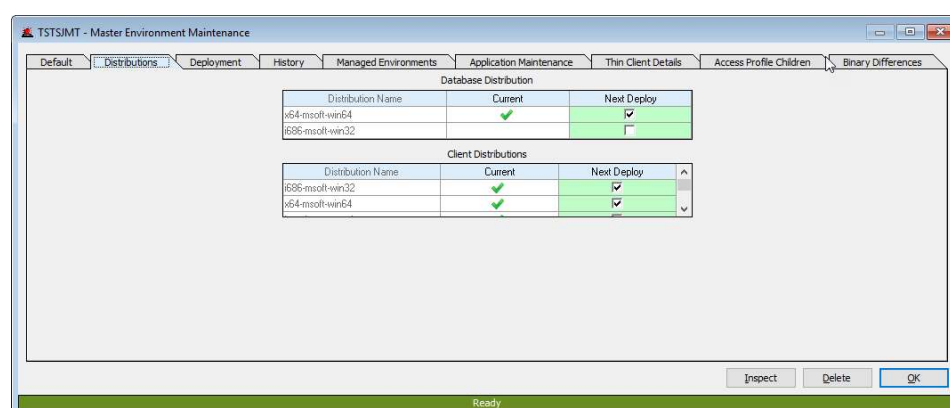 TSTSJMT - Master Environment Maintenance
Default Distributions Deployment History Managed Environments Application Maintenance Thin Client Details Access Profile Children Binary Differences
Database Distribution
Distribution Name Current Next Deploy
x64-msoft-win64
i686-msoft-win32
Client Distributions
Distribution Name Current Next Deploy
i686-msoft-win32
x64-msoft-win64
Inspect Delete OK
Ready